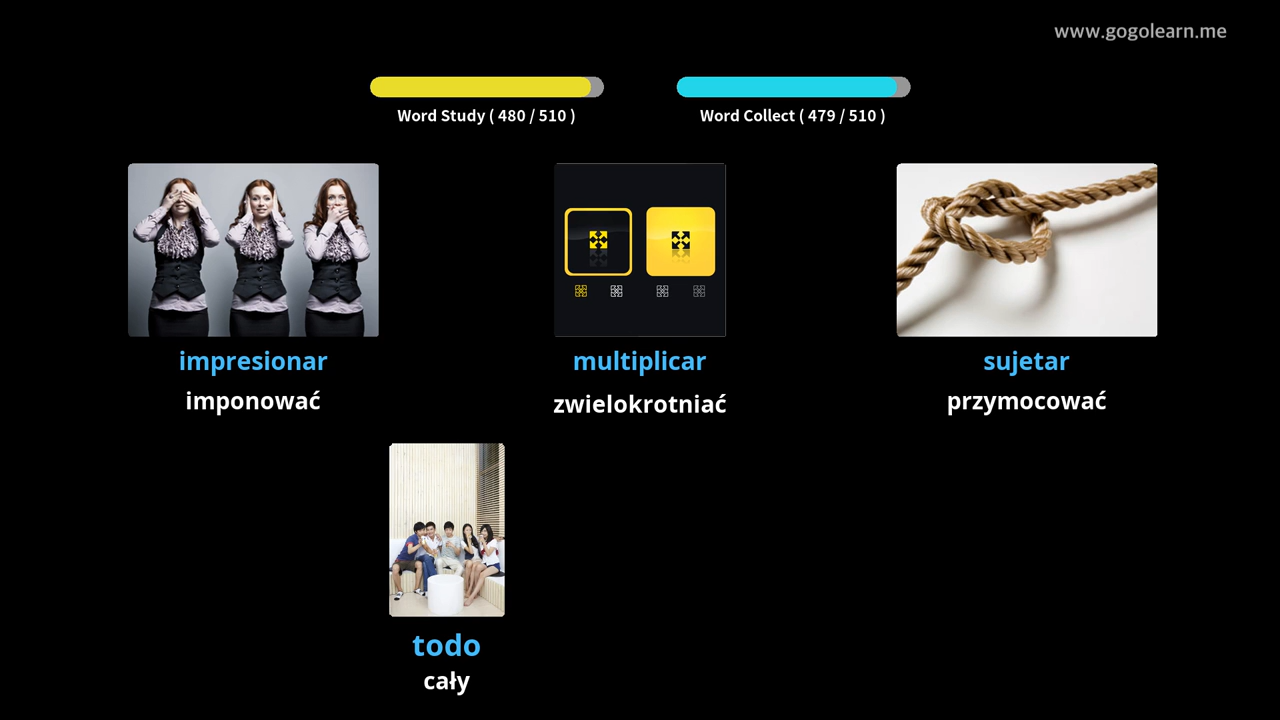 www.gogolearn.me
Word Study ( 480 / 510 )
Word Collect ( 479 / 510 )
impresionar
imponować
multiplicar
zwielokrotniać
sujetar
przymocować
todo
cały